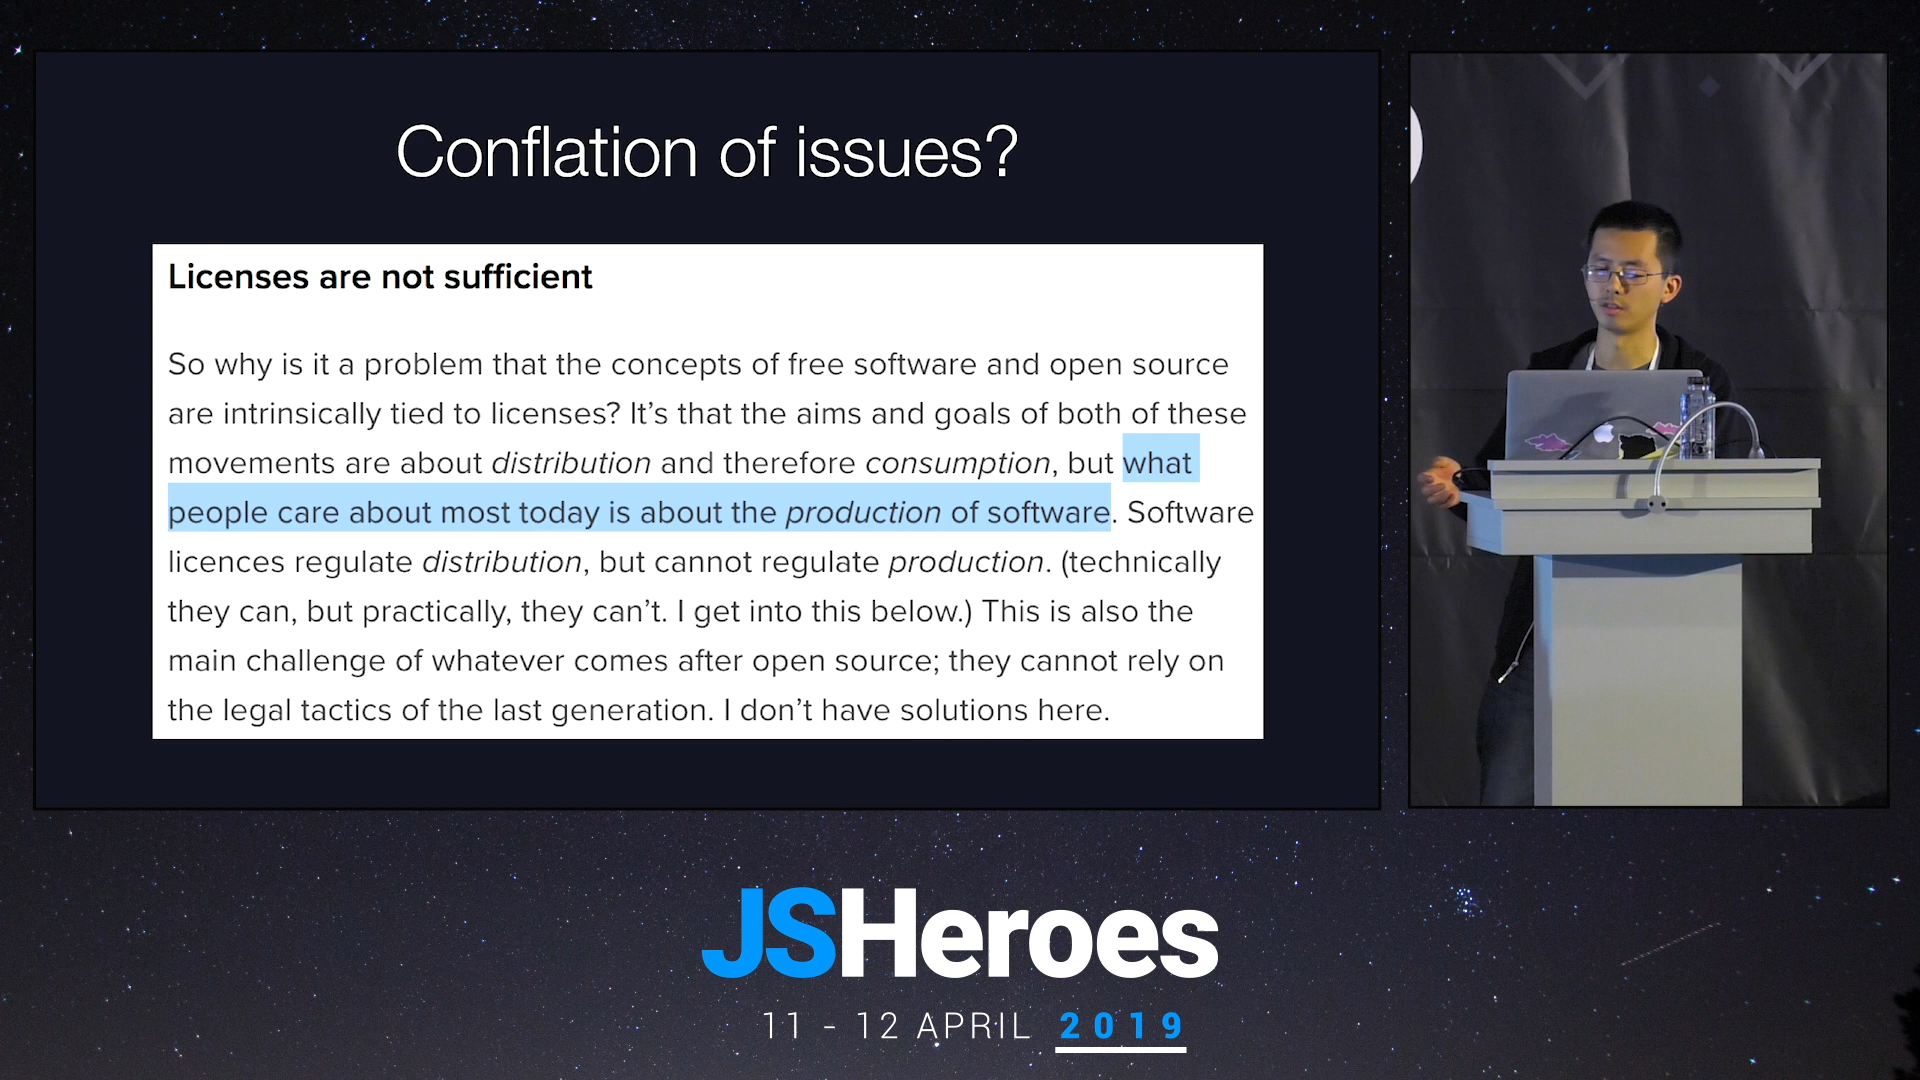 Conflation of issues?
Licenses are not sufficient
So why is it a problem that the concepts of free software and open source
are intrinsically tied to licenses? It’s that the aims and goals of both of these
movements are about distribution and therefore consumption, but what
people care about most today is about the production of software. Software
licences regulate distribution, but cannot regulate production. (technically
they can, but practically, they can’t. I get into this below.) This is also the
main challenge of whatever comes after open source; they cannot rely on
the legal tactics of the last generation. I don’t have solutions here.
JSHeroes
11 - 12 APRIL 2019